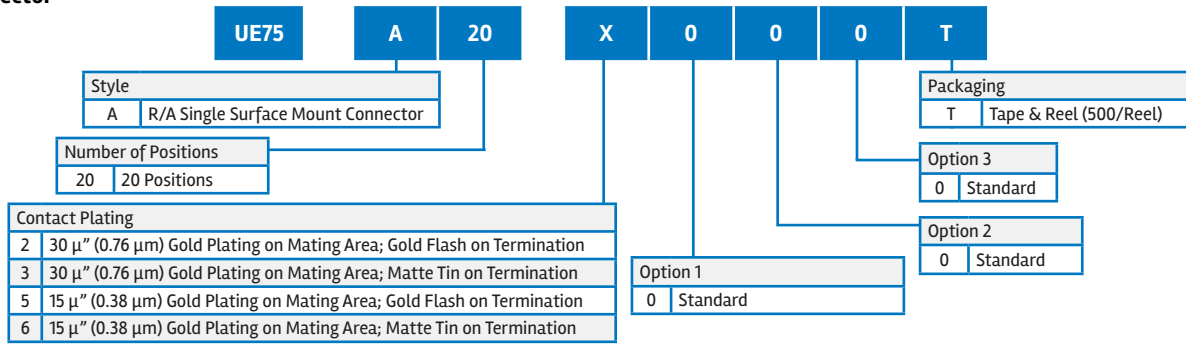 ector
UE75 A 20 X 0 0 0 T
Style
A R/A Single Surface Mount Connector
Packaging
T Tape & Reel (500/Reel)
Number of Positions
20 20 Positions
Option 3
0 Standard
Contact Plating
2 30 μ” (0.76 μm) Gold Plating on Mating Area; Gold Flash on Termination
3 30 μ” (0.76 μm) Gold Plating on Mating Area; Matte Tin on Termination
5 15 μ” (0.38 μm) Gold Plating on Mating Area; Gold Flash on Termination
6 15 μ” (0.38 μm) Gold Plating on Mating Area; Matte Tin on Termination
Option 2
0 Standard
Option 1
0 Standard